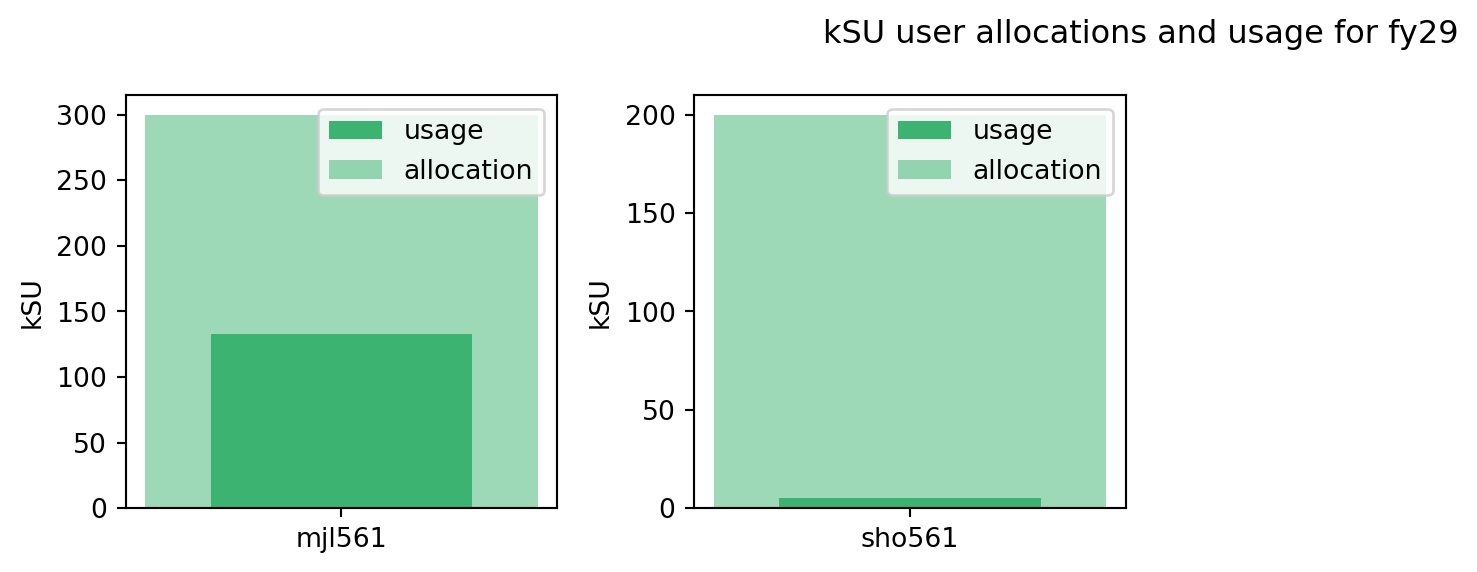 kSU user allocations and usage for fy29
300
250
200
150
100
50
0
kSU
usage
allocation
mjl561
200
150
100
50
0
kSU
usage
allocation
sho561